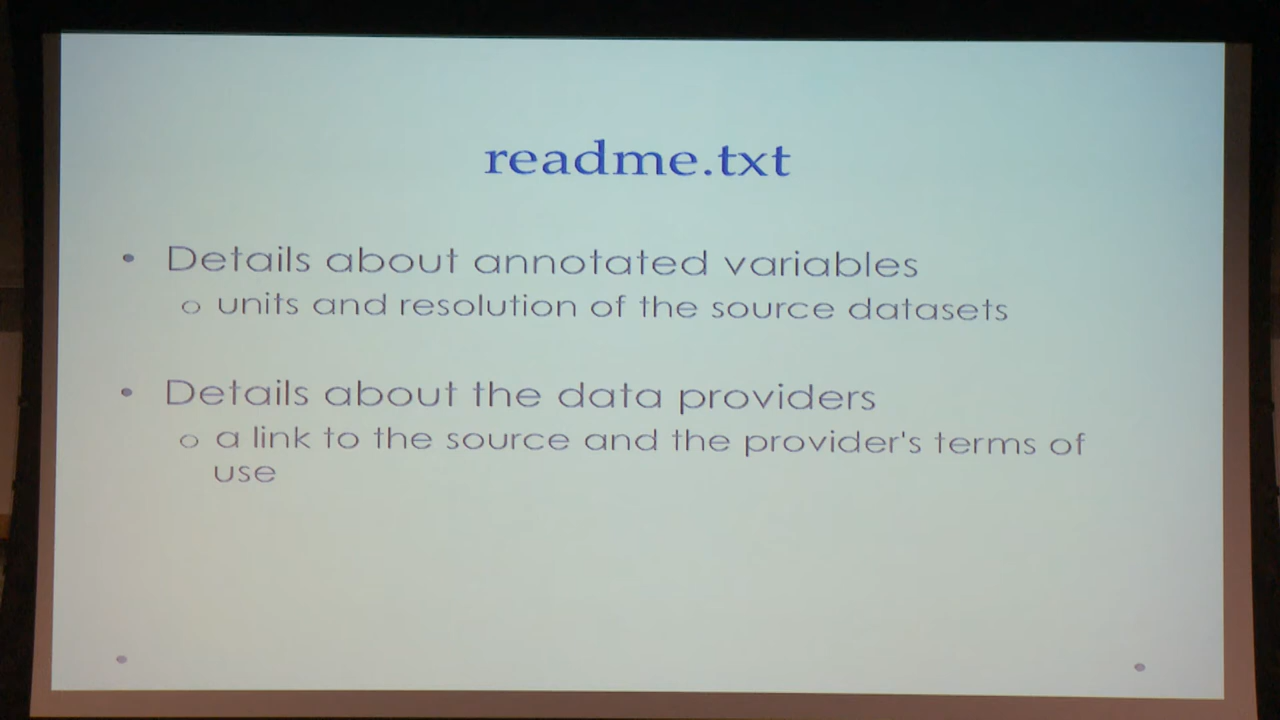 readme.txt
• Details about annotated variables
o units and resolution of the source datasets
• Details about the data providers
o a link to the source and the provider's terms of
use